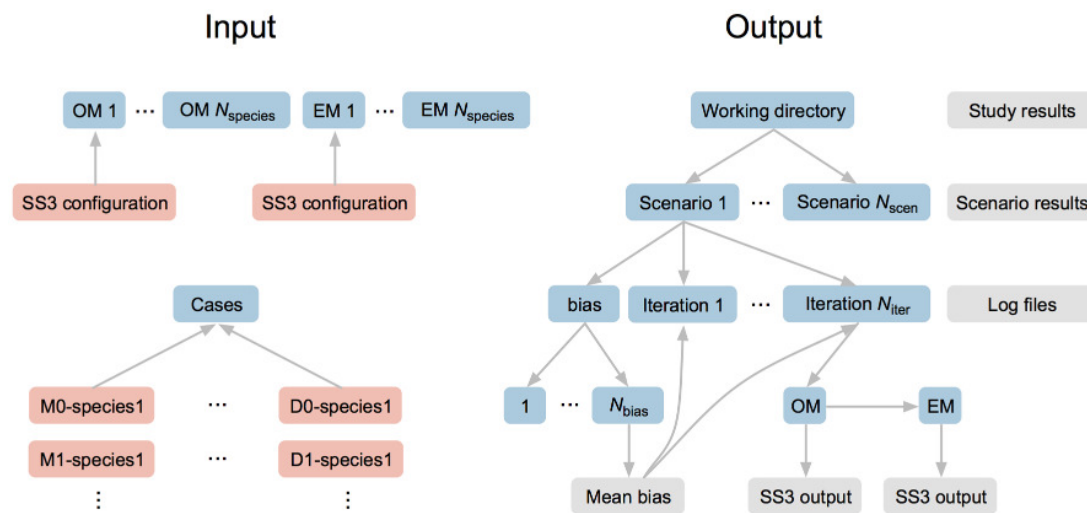 Input
Output
OM 1 ... OM Nspecies EM 1 ... EM Nspecies
Working directory
Study results
SS3 configuration
SS3 configuration
Scenario 1 ... Scenario Nscen
Scenario results
Cases
bias
Iteration 1 ... Iteration Niter
Log files
M0-species1 ... D0-species1
1 ... Nbias
OM
EM
M1-species1 ... D1-species1
Mean bias
SS3 output
SS3 output